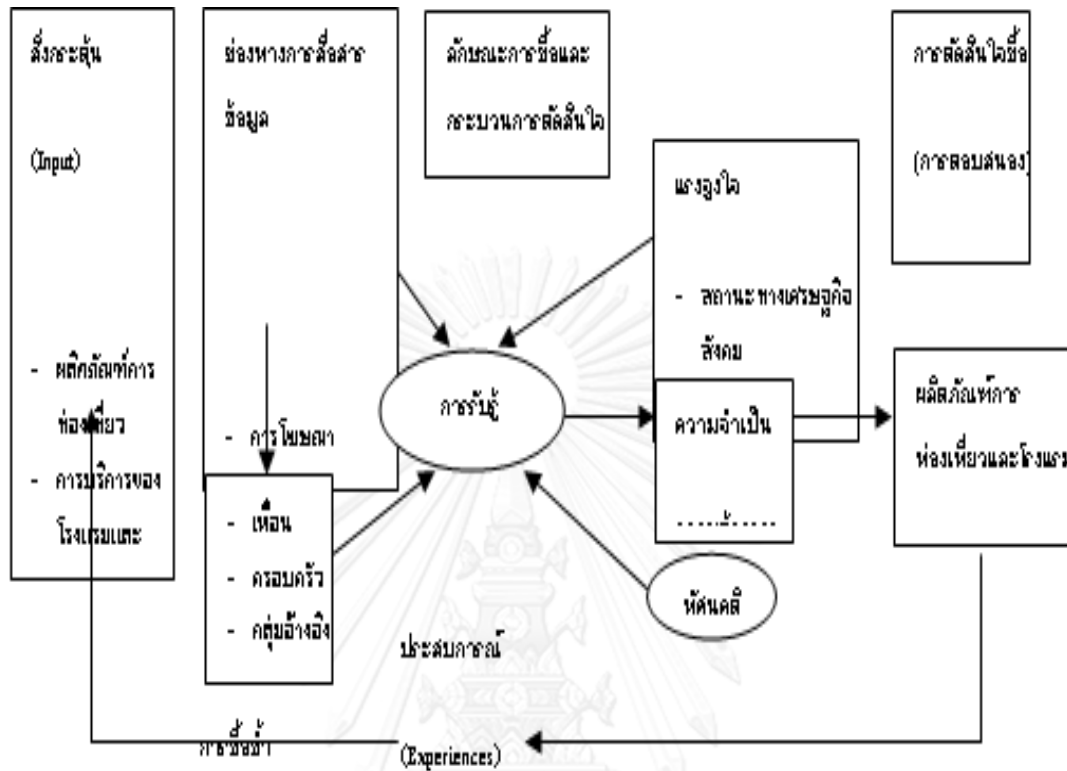 สิ่งกระตุ้น
(Input)
- ผลิตภัณฑ์การ
ท่องเที่ยว
- การบริการของ
โรงแรมและ
ช่องทางการสื่อสาร
ข้อมูล
- การโฆษณา
- เพื่อน
- ครอบครัว
- กลุ่มอ้างอิง
ลักษณะการซื้อและ
กระบวนการตัดสินใจ
การรับรู้
แรงจูงใจ
- สถานะทางเศรษฐกิจ
สังคม
ความจำเป็น
ทัศนคติ
การตัดสินใจซื้อ
(การตอบสนอง)
ผลิตภัณฑ์การ
ท่องเที่ยวและโรงแรม
ประสบการณ์
(Experiences)
การซื้อซ้ำ